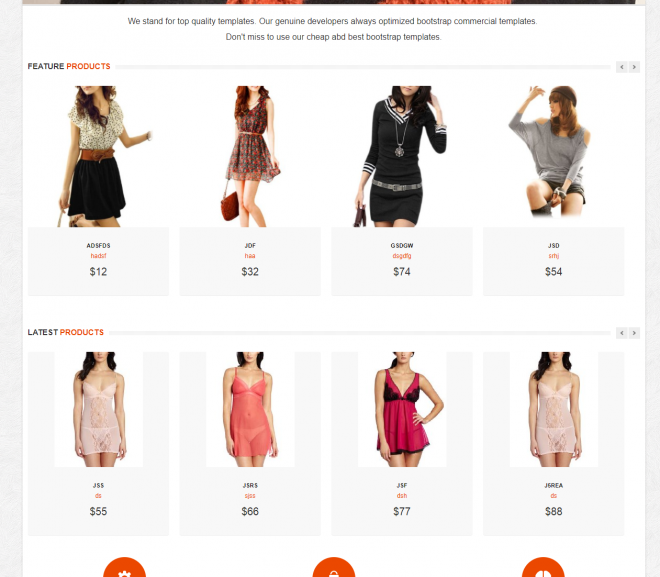 We stand for top quality templates. Our genuine developers always optimized bootstrap commercial templates.
Don't miss to use our cheap abd best bootstrap templates.
FEATURE PRODUCTS
ADSFDS
hadsf
$12
JDF
haa
$32
GSDGW
dsgdfg
$74
JSD
srhj
$54
LATEST PRODUCTS
JSS
ds
$55
JSRS
sjss
$66
JSF
dsh
$77
JSREA
ds
$88